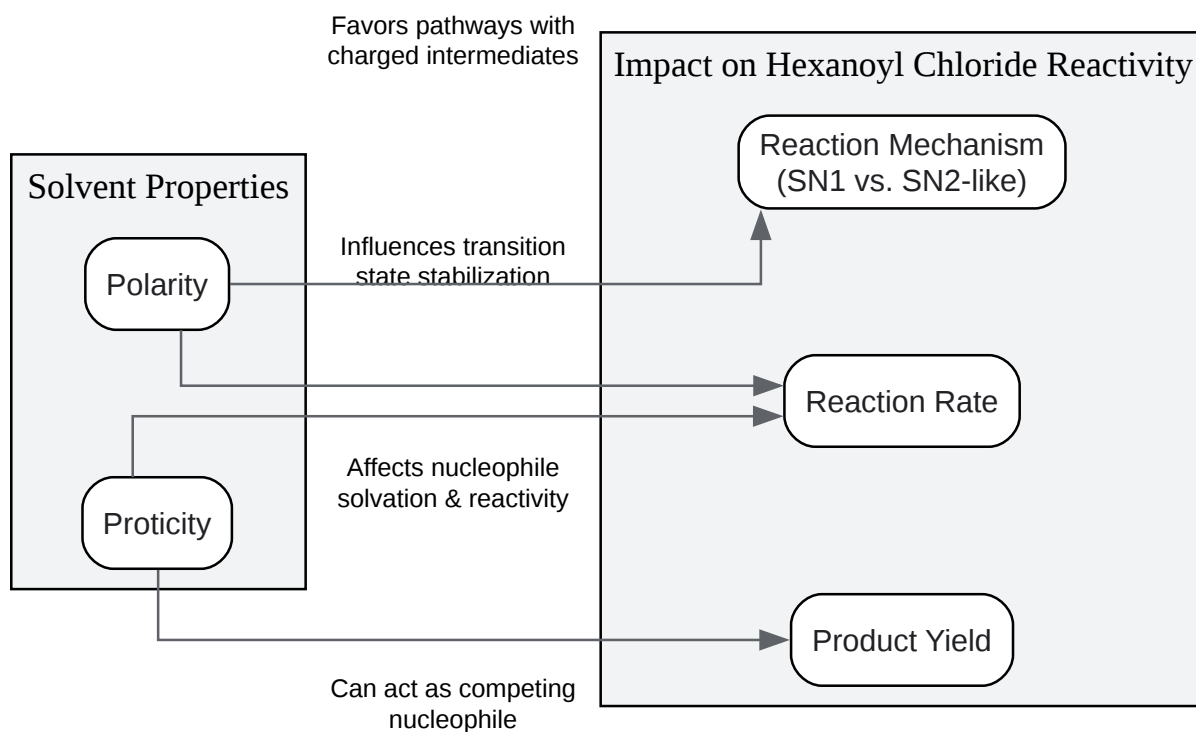 Favors pathways with
charged intermediates
Impact on Hexanoyl Chloride Reactivity
Reaction Mechanism
(SN1 vs. SN2-like)
Solvent Properties
Polarity
Influences transition
state stabilization
Reaction Rate
Affects nucleophile
solvation & reactivity
Proticity
Product Yield
Can act as competing
nucleophile